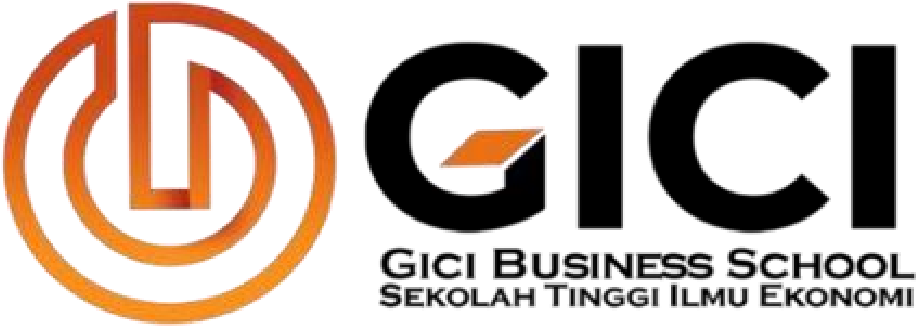 GICI
GICI BUSINESS SCHOOL
SEKOLAH TINGGI ILMU EKONOMI